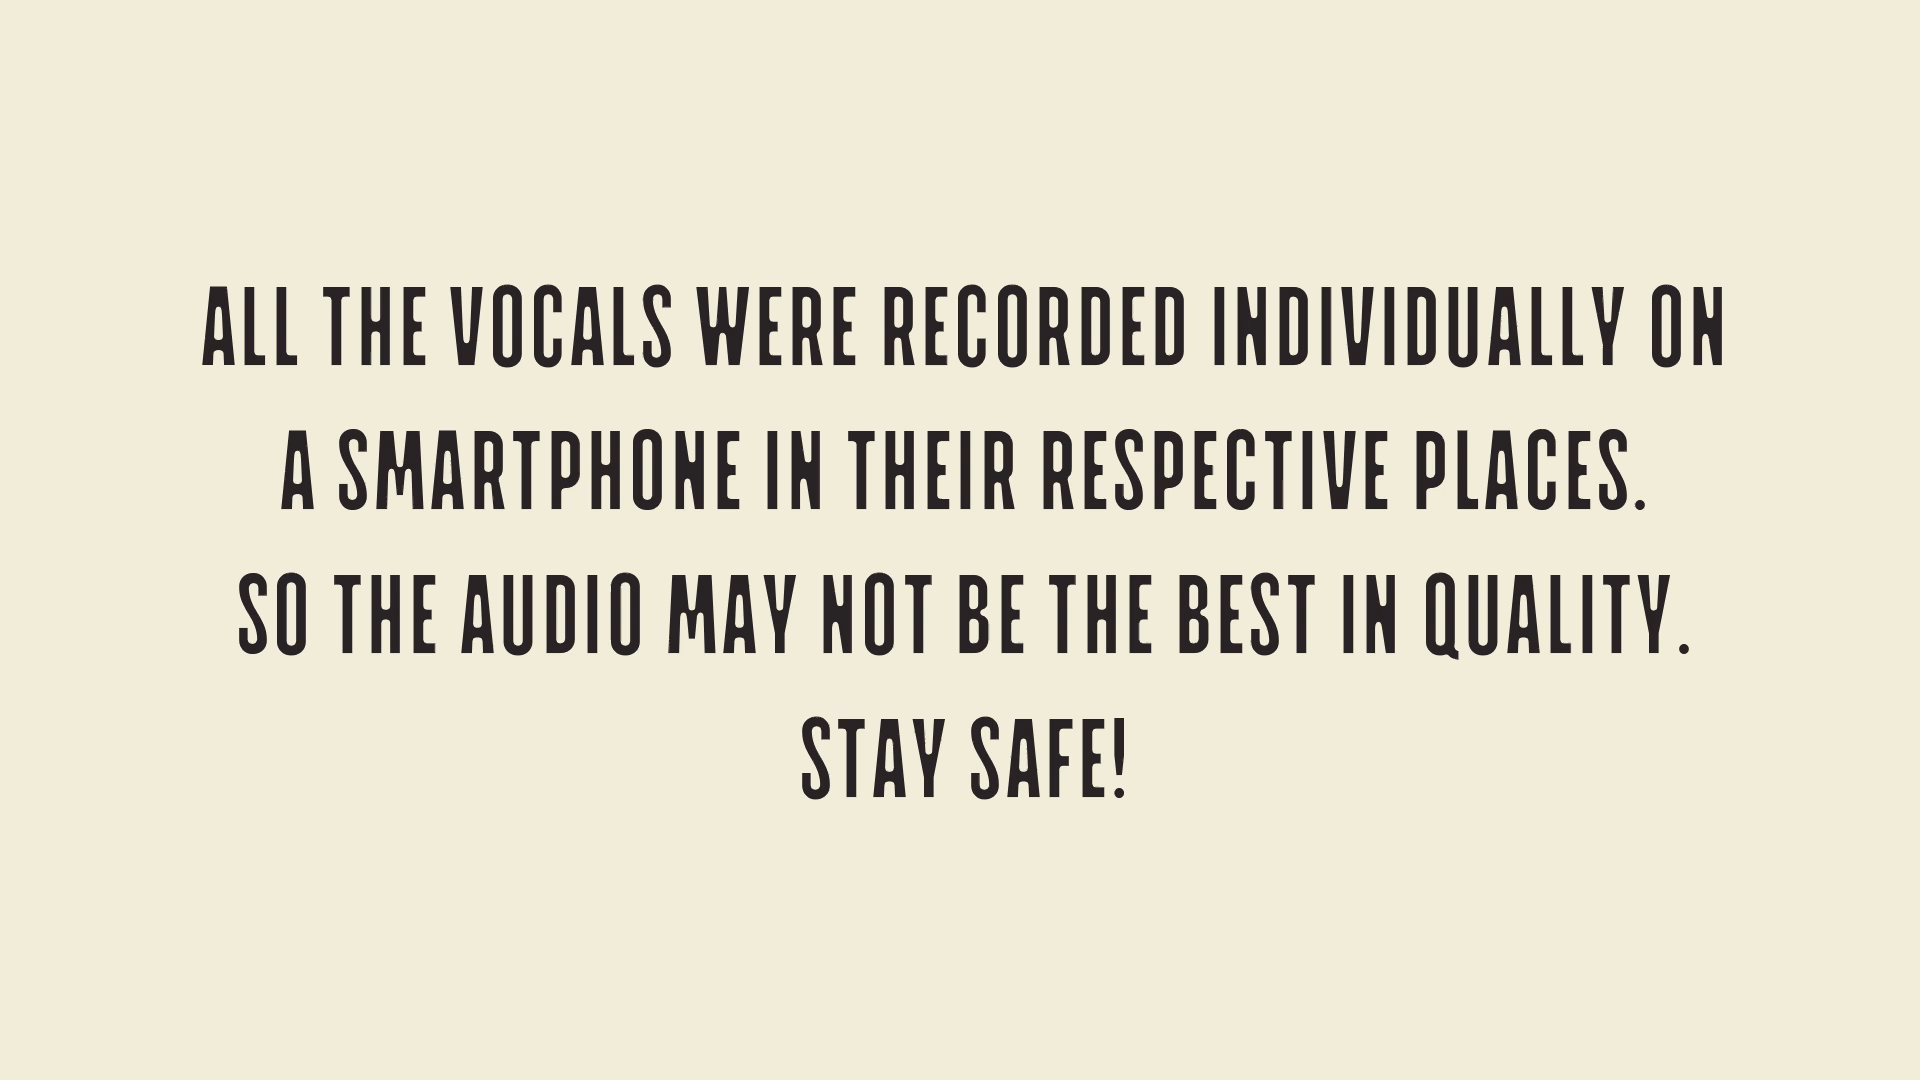 ALL THE VOCALS WERE RECORDED INDIVIDUALLY ON
A SMARTPHONE IN THEIR RESPECTIVE PLACES.
SO THE AUDIO MAY NOT BE THE BEST IN QUALITY.
STAY SAFE!